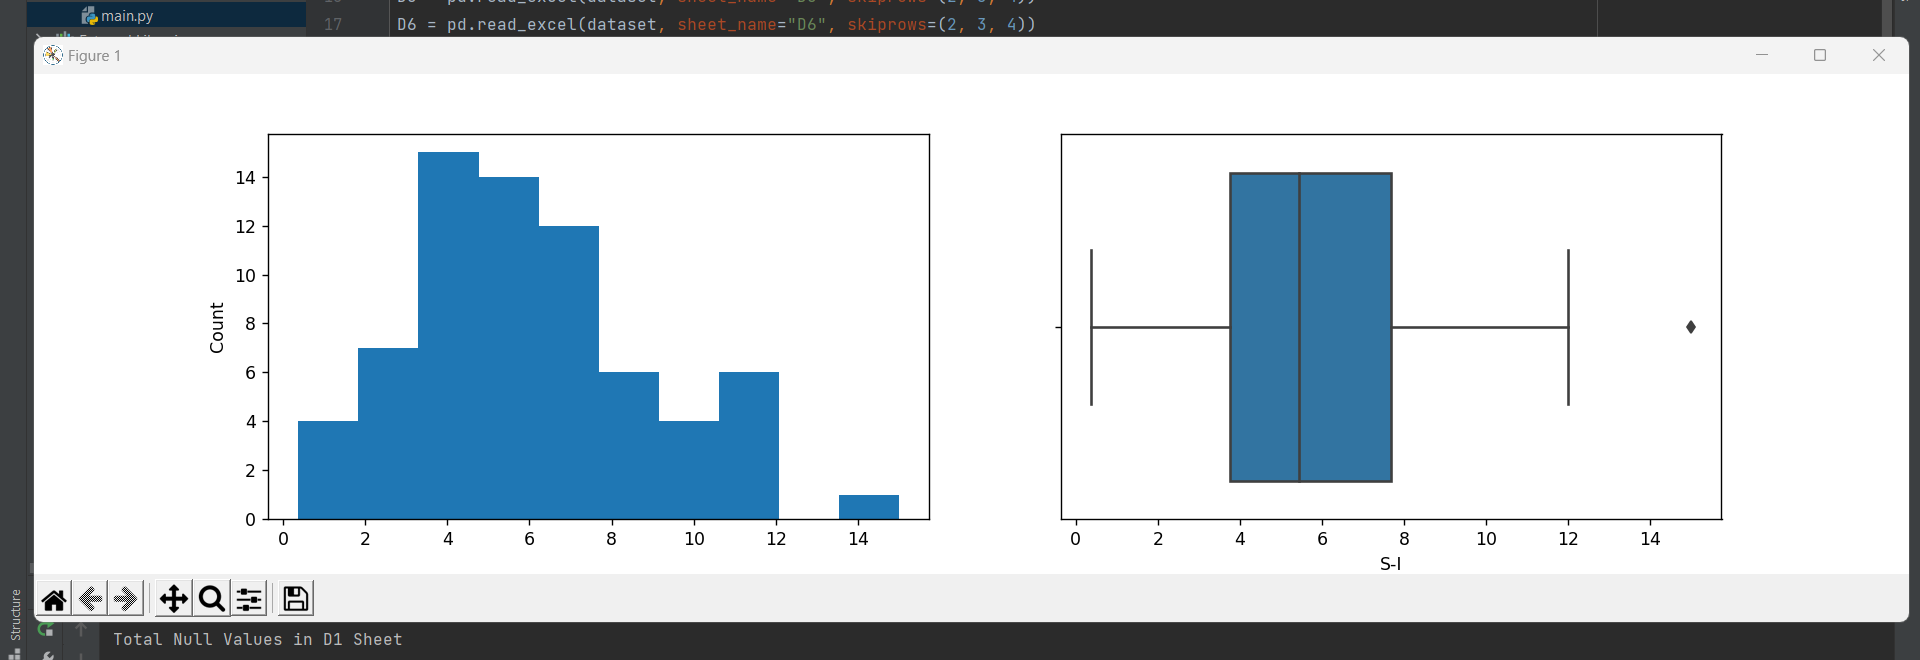 main.py
17 D6 = pd.read_excel(dataset, sheet_name="D6", skiprows=(2, 3, 4))
Figure 1
14
12
10
8
6
4
2
0
Count
0 2 4 6 8 10 12 14
0 2 4 6 8 10 12 14
S-I
Structure
Total Null Values in D1 Sheet